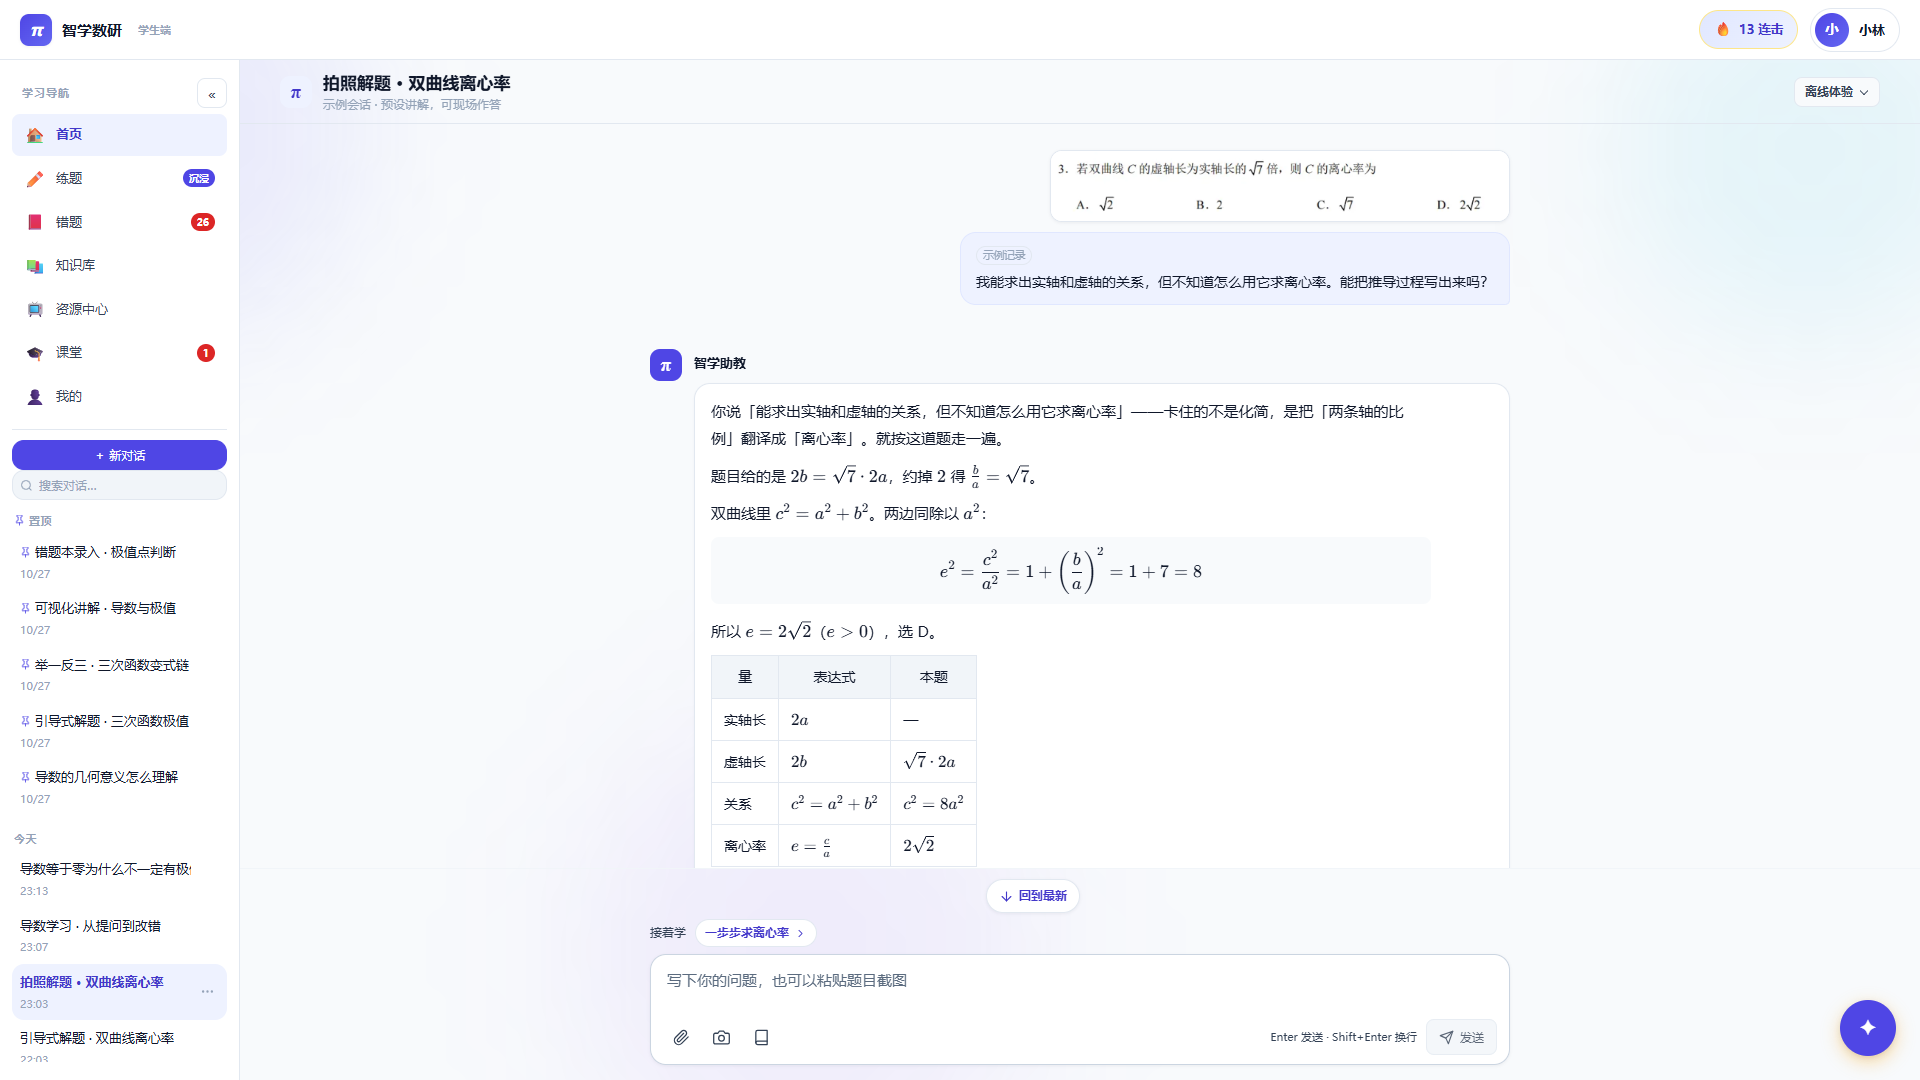 π 智学数研 学生端
13 连击
小 小林
学习导航
«
首页
练题 沉浸
错题 26
知识库
资源中心
课堂 1
我的
+ 新对话
搜索对话...
置顶
错题本录入 · 极值点判断
10/27
可视化讲解 · 导数与极值
10/27
举一反三 · 三次函数变式链
10/27
引导式解题 · 三次函数极值
10/27
导数的几何意义怎么理解
10/27
今天
导数等于零为什么不一定有极
23:13
导数学习 · 从提问到改错
23:07
拍照解题 • 双曲线离心率
23:03
引导式解题 · 双曲线离心率
22:03
π 拍照解题 • 双曲线离心率
示例会话 · 预设讲解，可现场作答
离线体验
3. 若双曲线 C 的虚轴长为实轴长的√7 倍，则 C 的离心率为
A. √2 B. 2 C. √7 D. 2√2
示例记录
我能求出实轴和虚轴的关系，但不知道怎么用它求离心率。能把推导过程写出来吗？
π 智学助教
你说「能求出实轴和虚轴的关系，但不知道怎么用它求离心率」——卡住的不是化简，是把「两条轴的比
例」翻译成「离心率」。就按这道题走一遍。
题目给的是 2b = √7 · 2a，约掉 2 得 b/a = √7。
双曲线里 c² = a² + b²。两边同除以 a²：
e² = c²/a² = 1 + (b/a)² = 1 + 7 = 8
所以 e = 2√2（e > 0），选 D。
量 表达式 本题
实轴长 2a —
虚轴长 2b √7 · 2a
关系 c² = a² + b² c² = 8a²
离心率 e = c/a 2√2
回到最新
接着学 一步步求离心率
写下你的问题，也可以粘贴题目截图
Enter 发送 · Shift+Enter 换行 发送